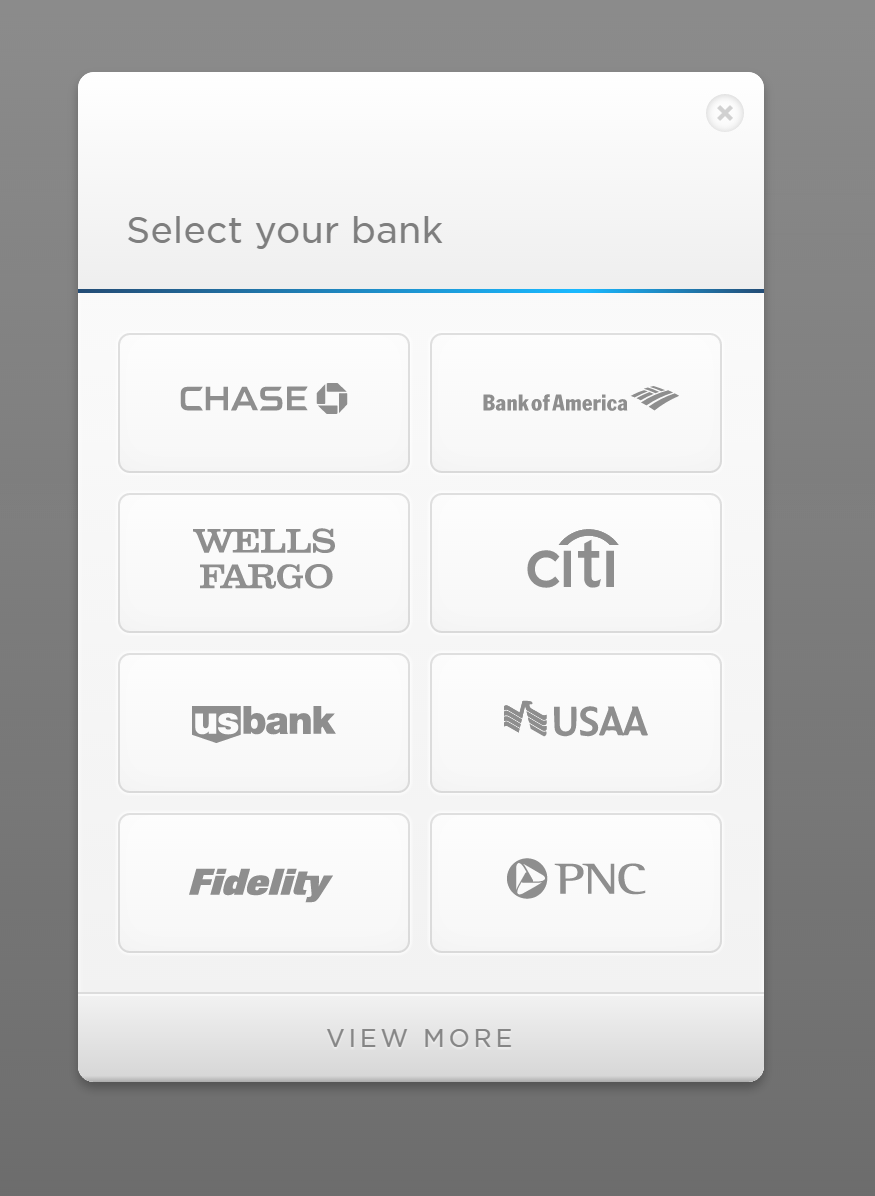 Select your bank
CHASE
Bank of America
WELLS
FARGO
citi
usbank
USAA
Fidelity
PNC
VIEW MORE